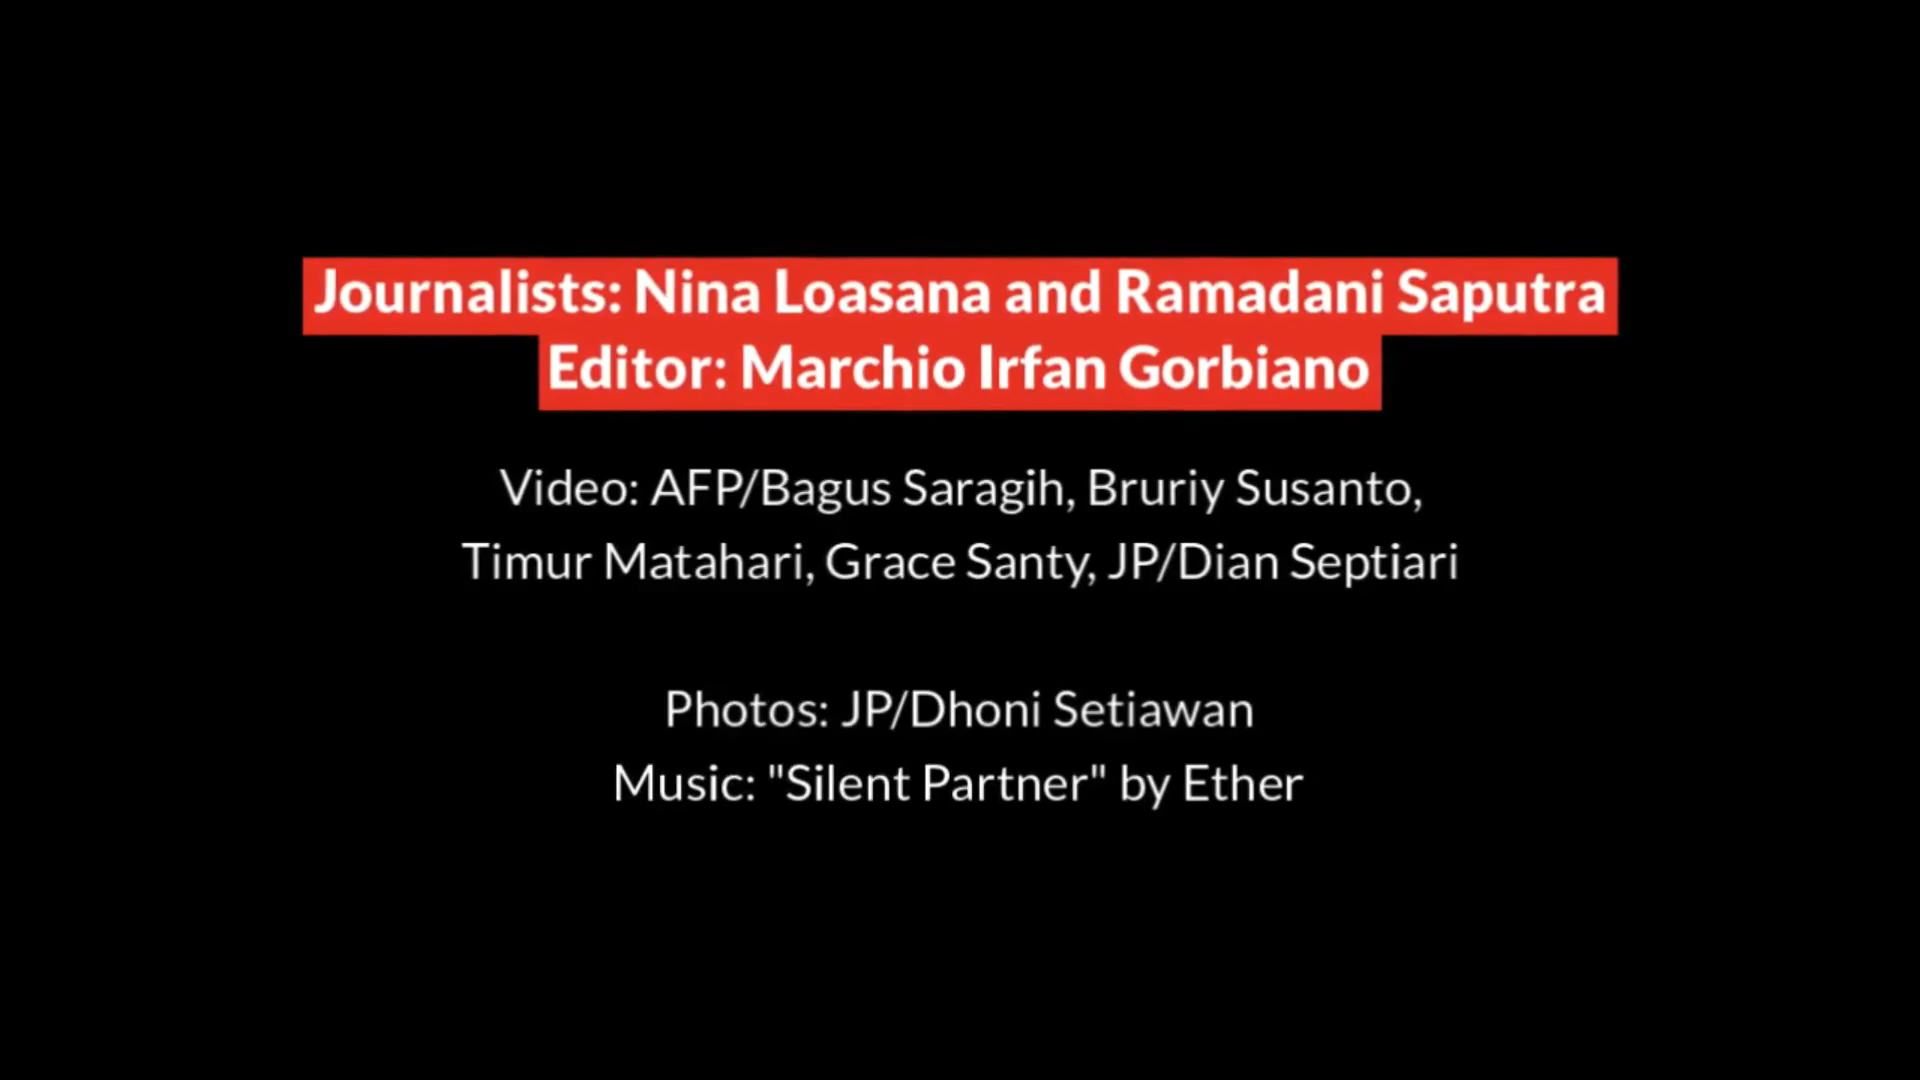 Journalists: Nina Loasana and Ramadani Saputra
Editor: Marchio Irfan Gorbiano
Video: AFP/Bagus Saragih, Bruriy Susanto,
Timur Matahari, Grace Santy, JP/Dian Septiari
Photos: JP/Dhoni Setiawan
Music: "Silent Partner" by Ether